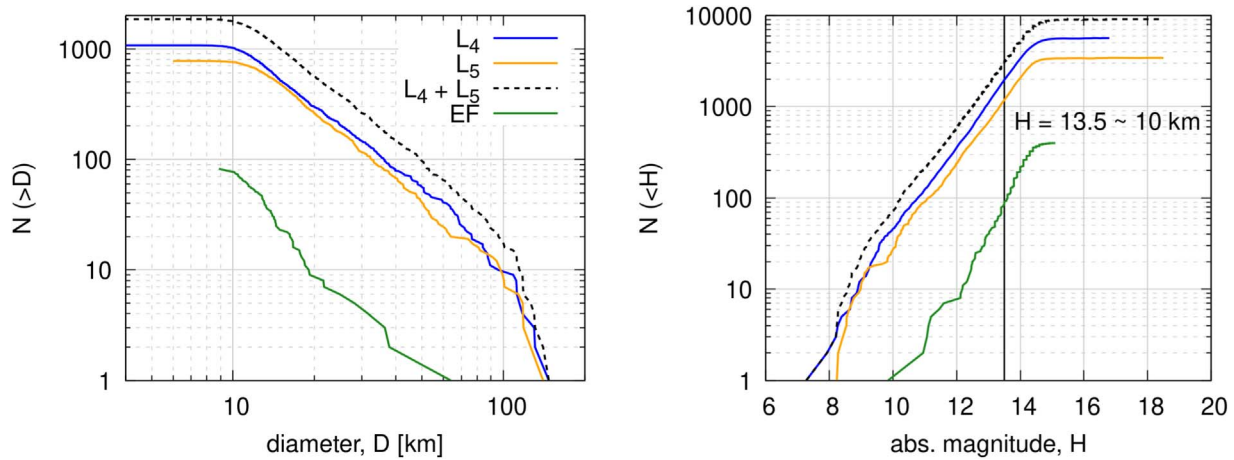 1000
100
10
1
N (>D)
10
100
diameter, D [km]
L4
L5
L4 + L5
EF
10000
1000
100
10
1
N (<H)
H = 13.5 ~ 10 km
6 8 10 12 14 16 18 20
abs. magnitude, H